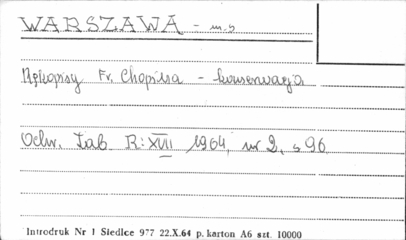 WARSZAWA - m.s
Rękopisy Fr. Chopina - konserwacja
Ochr. Zab. R: XVII 1964, nr 2, s 96
Introdruk Nr 1 Siedlce 977 22.X.64 p. karton A6 szt. 10000